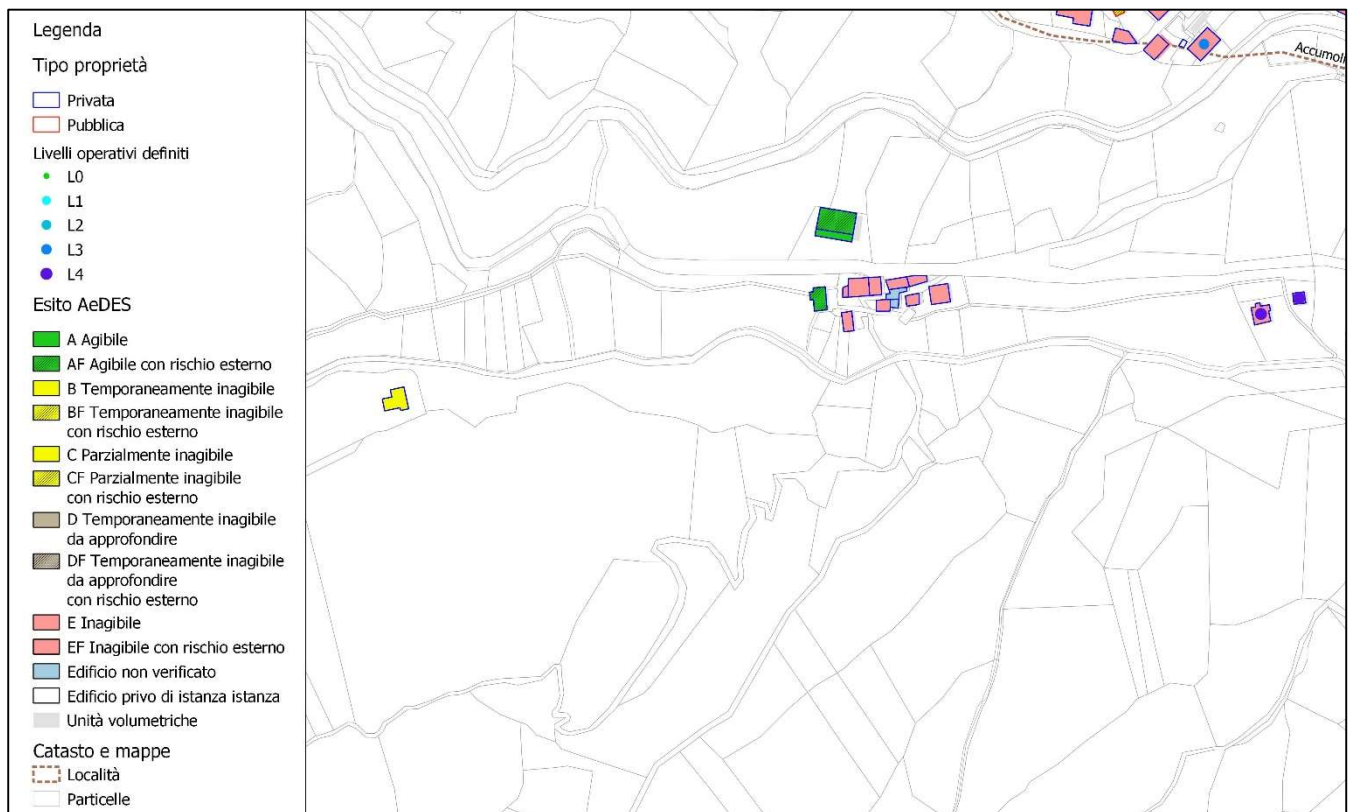 Legenda
Tipo proprietà
Privata
Pubblica
Livelli operativi definiti
L0
L1
L2
L3
L4
Esito AeDES
A Agibile
AF Agibile con rischio esterno
B Temporaneamente inagibile
BF Temporaneamente inagibile
con rischio esterno
C Parzialmente inagibile
CF Parzialmente inagibile
con rischio esterno
D Temporaneamente inagibile
da approfondire
DF Temporaneamente inagibile
da approfondire
con rischio esterno
E Inagibile
EF Inagibile con rischio esterno
Edificio non verificato
Edificio privo di istanza istanza
Unità volumetriche
Catasto e mappe
Località
Particelle
Accumoli